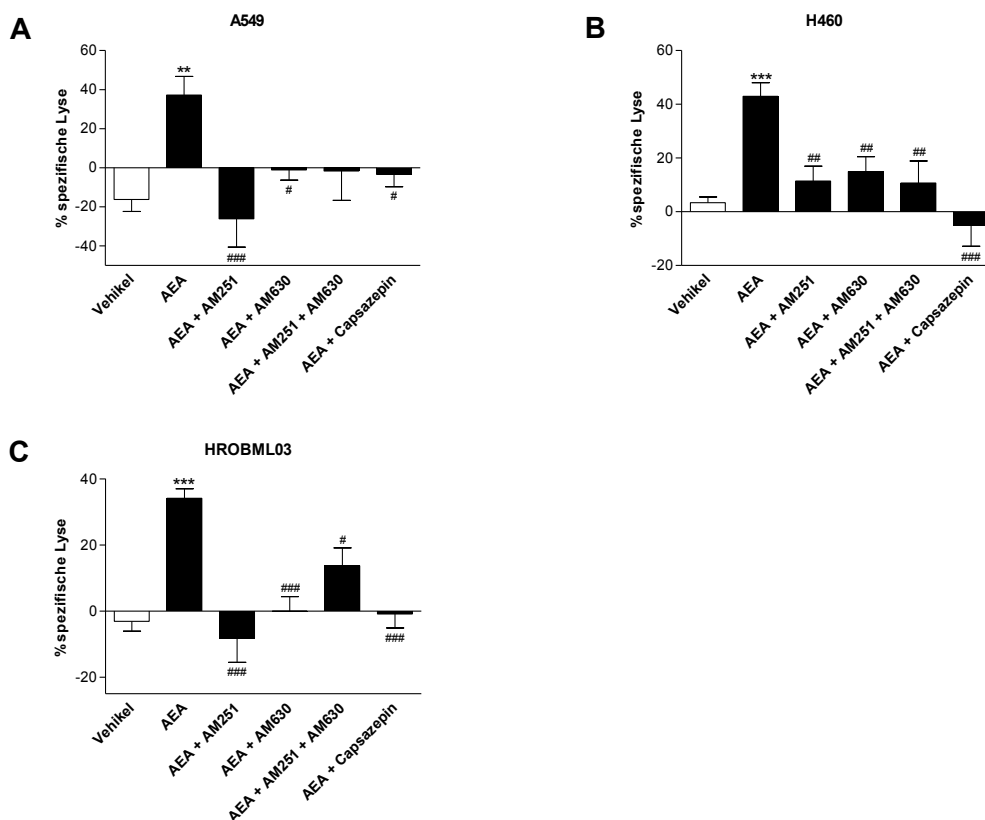 A
A549
% spezifische Lyse
60
40
20
0
-20
-40
**
###
#
#
Vehikel
AEA
AEA + AM251
AEA + AM630
AEA + AM251 + AM630
AEA + Capsazepin
B
H460
% spezifische Lyse
60
40
20
0
-20
***
##
##
##
###
Vehikel
AEA
AEA + AM251
AEA + AM630
AEA + AM251 + AM630
AEA + Capsazepin
C
HROBML03
% spezifische Lyse
40
20
0
-20
***
###
###
#
###
Vehikel
AEA
AEA + AM251
AEA + AM630
AEA + AM251 + AM630
AEA + Capsazepin